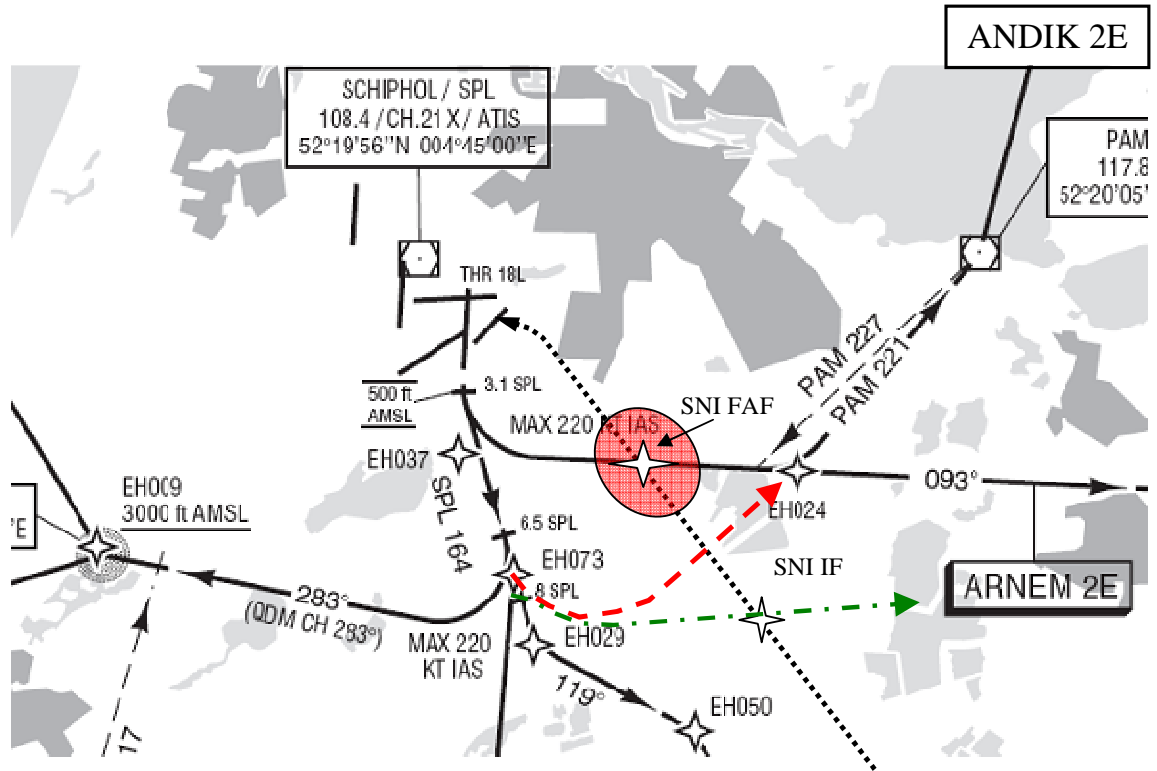 ANDIK 2E
SCHIPHOL / SPL
108.4 /CH.21 X/ ATIS
52°19'56"N 004°45'00"E
PAM
117.8
52°20'05"
THR 18L
3.1 SPL
500 ft
AMSL
MAX 220 KT IAS
SNI FAF
PAM 227
PAM 221
EH037
SPL 164
EH009
3000 ft AMSL
'E
093°
EH024
6.5 SPL
EH073
8 SPL
SNI IF
ARNEM 2E
283°
(QDM CH 283°)
MAX 220
KT IAS
EH029
119°
EH050
17